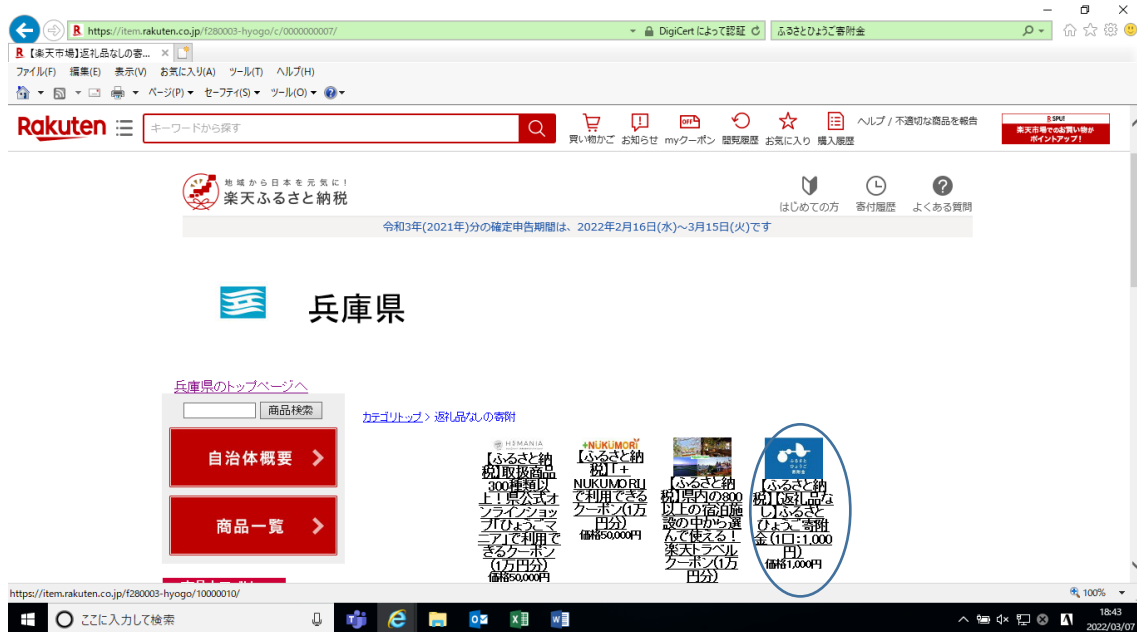 https://item.rakuten.co.jp/f280003-hyogo/c/0000000007/
DigiCert によって認証
ふるさとひょうご寄附金
【楽天市場】返礼品なしの寄...
ファイル(F) 編集(E) 表示(V) お気に入り(A) ツール(T) ヘルプ(H)
ページ(P) セーフティ(S) ツール(O)
Rakuten
キーワードから探す
OFF
買い物かご お知らせ myクーポン 閲覧履歴 お気に入り 購入履歴
ヘルプ / 不適切な商品を報告
R SPU!
楽天市場でのお買い物が
ポイントアップ!
地域から日本を元気に!
楽天ふるさと納税
はじめての方 寄付履歴 よくある質問
令和3年(2021年)分の確定申告期間は、2022年2月16日(水)～3月15日(火)です
兵庫県
兵庫県のトップページへ
商品検索
自治体概要
商品一覧
カテゴリトップ > 返礼品なしの寄附
HYOMANIA
【ふるさと納
税】取扱商品
300種類以
上！県公式オ
ンラインショッ
プ「ひょうごマ
ニア」で利用で
きるクーポン
(1万円分)
価格50,000円
+NUKUMORI
【ふるさと納
税】「＋
NUKUMORI」
で利用できる
クーポン(1万
円分)
価格50,000円
【ふるさと納
税】県内の800
以上の宿泊施
設の中から選
んで使える！
楽天トラベル
クーポン(1万
円分)
ふるさと
ひょうご
寄附金
【ふるさと納
税】【返礼品な
し】ふるさと
ひょうご寄附
金(1口:1,000
円)
価格1,000円
https://item.rakuten.co.jp/f280003-hyogo/10000010/
100%
ここに入力して検索
18:43
2022/03/07